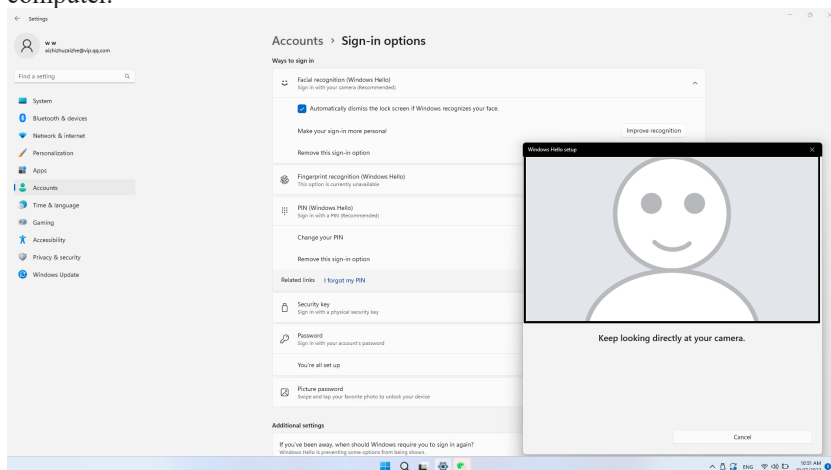 computer.
Settings
w w
aizhizhuzaizhe@vip.qq.com
Find a setting
System
Bluetooth & devices
Network & internet
Personalization
Apps
Accounts
Time & language
Gaming
Accessibility
Privacy & security
Windows Update
Accounts > Sign-in options
Ways to sign in
Facial recognition (Windows Hello)
Sign in with your camera (Recommended)
Automatically dismiss the lock screen if Windows recognizes your face.
Make your sign-in more personal
Improve recognition
Remove this sign-in option
Fingerprint recognition (Windows Hello)
This option is currently unavailable
PIN (Windows Hello)
Sign in with a PIN (Recommended)
Change your PIN
Remove this sign-in option
Related links I forgot my PIN
Security key
Sign in with a physical security key
Password
Sign in with your account's password
You're all set up
Picture password
Swipe and tap your favorite photo to unlock your device
Additional settings
If you've been away, when should Windows require you to sign in again?
Windows Hello is preventing some options from being shown.
Windows Hello setup
Keep looking directly at your camera.
Cancel
ENG
10:51 AM